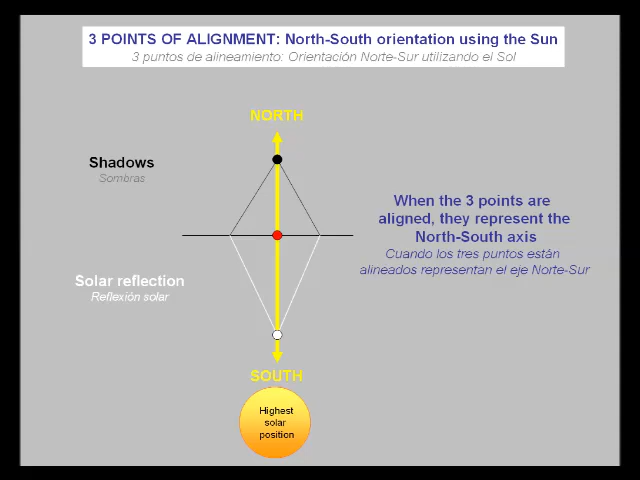 3 POINTS OF ALIGNMENT: North-South orientation using the Sun
3 puntos de alineamiento: Orientación Norte-Sur utilizando el Sol
NORTH
Shadows
Sombras
When the 3 points are
aligned, they represent the
North-South axis
Cuando los tres puntos están
alineados representan el eje Norte-Sur
Solar reflection
Reflexión solar
SOUTH
Highest
solar
position